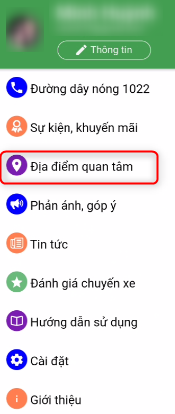 Thông tin
Đường dây nóng 1022
Sự kiện, khuyến mãi
Địa điểm quan tâm
Phản ánh, góp ý
Tin tức
Đánh giá chuyến xe
Hướng dẫn sử dụng
Cài đặt
Giới thiệu